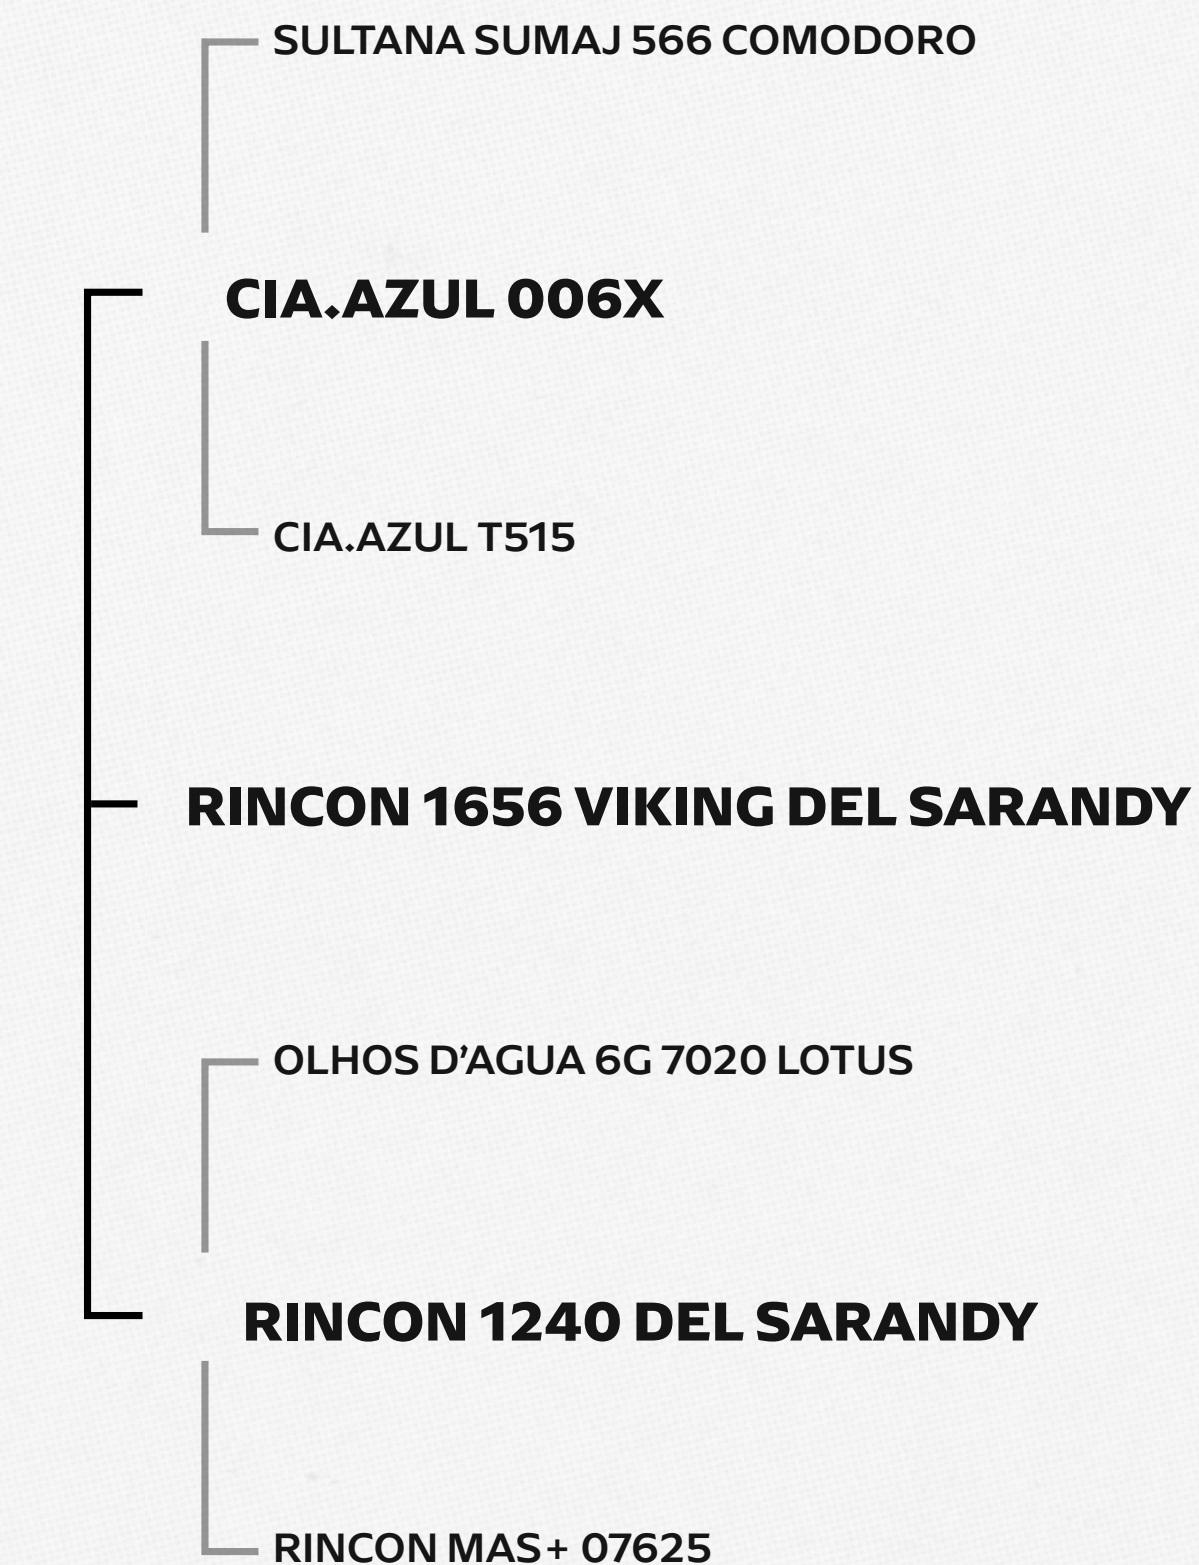 SULTANA SUMAJ 566 COMODORO
CIA.AZUL 006X
CIA.AZUL T515
RINCON 1656 VIKING DEL SARANDY
OLHOS D’AGUA 6G 7020 LOTUS
RINCON 1240 DEL SARANDY
RINCON MAS+ 07625